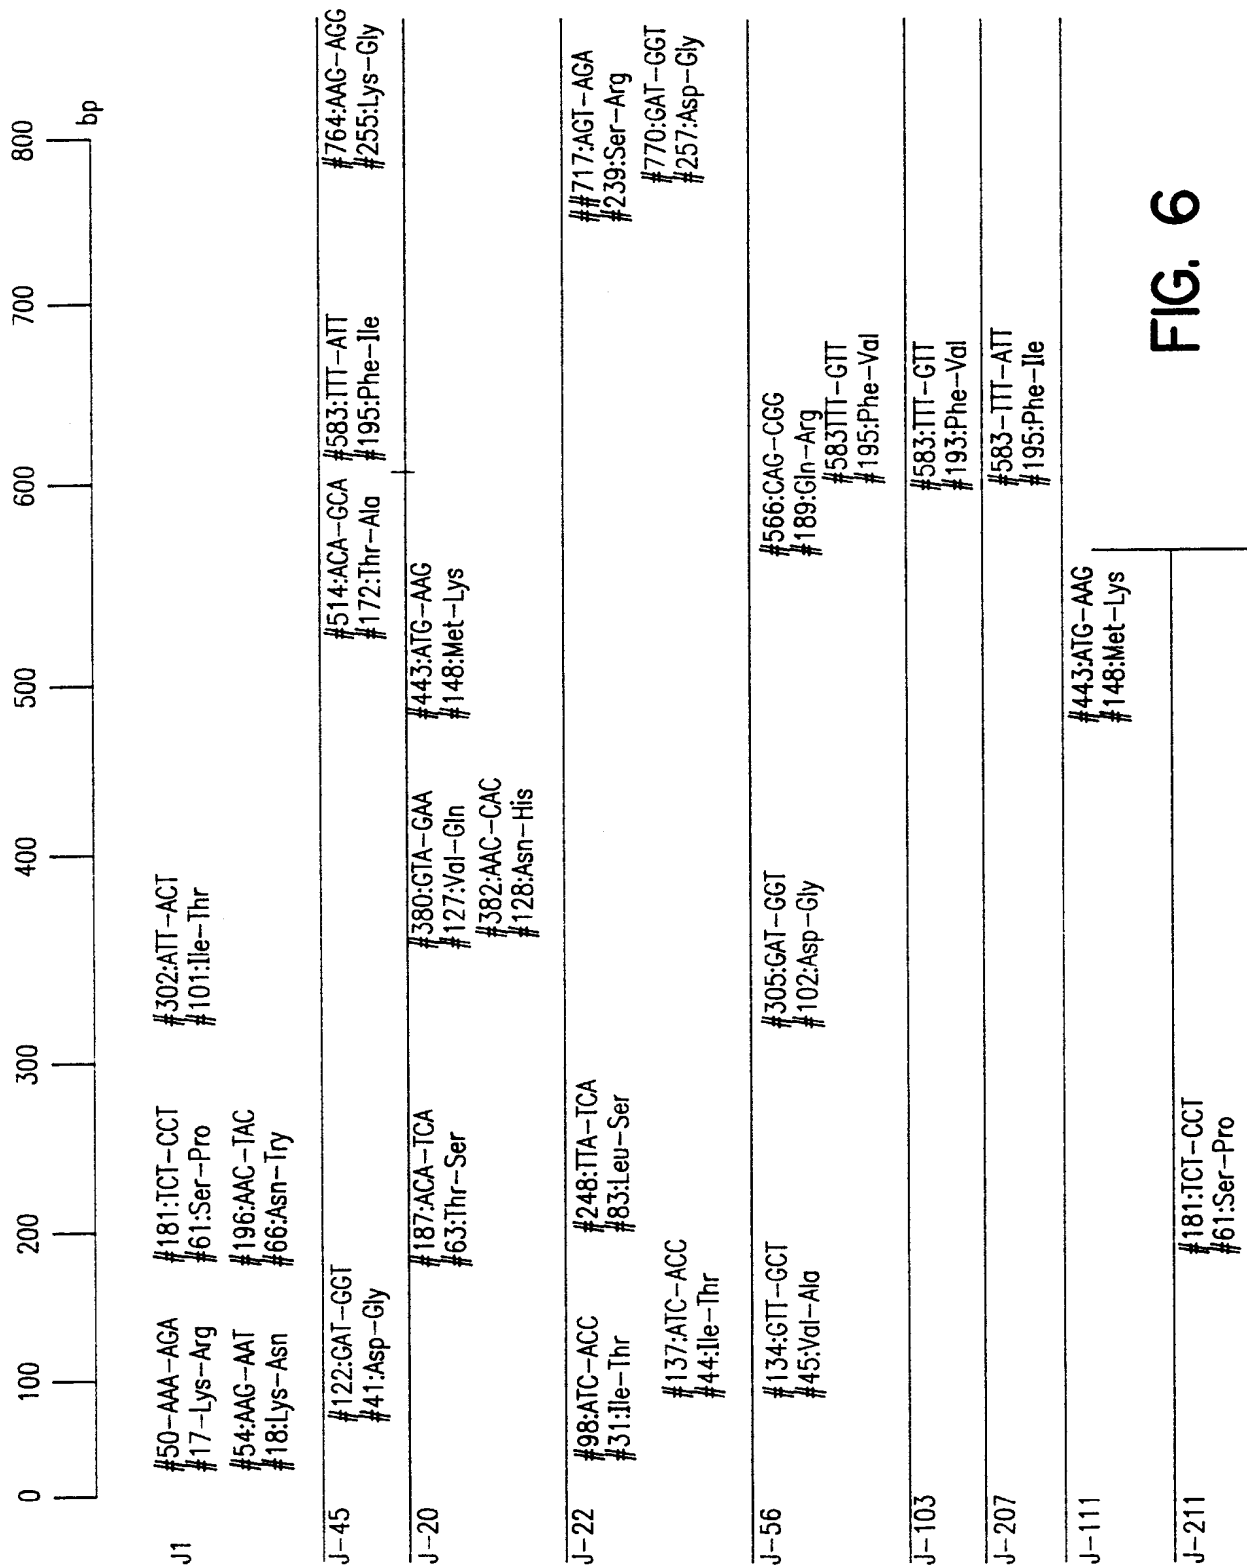 0 100 200 300 400 500 600 700 800
bp
J1
#50-AAA-AGA
#17-Lys-Arg
#54:AAG-AAT
#18:Lys-Asn
#181:TCT-CCT
#61:Ser-Pro
#196:AAC-TAC
#66:Asn-Try
#302:ATT-ACT
#101:Ile-Thr
J-45
#122:GAT-GGT
#41:Asp-Gly
#514:ACA-GCA
#172:Thr-Ala
#583:TTT-ATT
#195:Phe-Ile
#764:AAG-AGG
#255:Lys-Gly
J-20
#187:ACA-TCA
#63:Thr-Ser
#380:GTA-GAA
#127:Val-Gln
#382:AAC-CAC
#128:Asn-His
#443:ATG-AAG
#148:Met-Lys
J-22
#98:ATC-ACC
#31:Ile-Thr
#137:ATC-ACC
#44:Ile-Thr
#248:TTA-TCA
#83:Leu-Ser
##717:AGT-AGA
#239:Ser-Arg
#770:GAT-GGT
#257:Asp-Gly
J-56
#134:GTT-GCT
#45:Val-Ala
#305:GAT-GGT
#102:Asp-Gly
#566:CAG-CGG
#189:Gln-Arg
#583TTT-GTT
#195:Phe-Val
J-103
#583:TTT-GTT
#193:Phe-Val
J-207
#583-TTT-ATT
#195:Phe-Ile
J-111
#443:ATG-AAG
#148:Met-Lys
J-211
#181:TCT-CCT
#61:Ser-Pro
FIG. 6